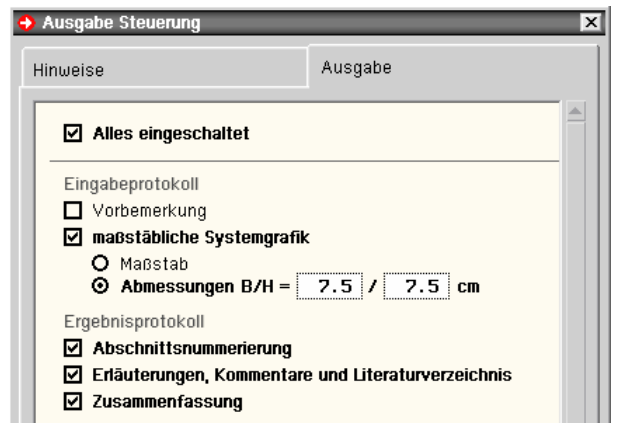 Ausgabe Steuerung
Hinweise
Ausgabe
Alles eingeschaltet
Eingabeprotokoll
Vorbemerkung
maßstäbliche Systemgrafik
Maßstab
Abmessungen B/H = 7.5 / 7.5 cm
Ergebnisprotokoll
Abschnittsnummerierung
Erläuterungen, Kommentare und Literaturverzeichnis
Zusammenfassung